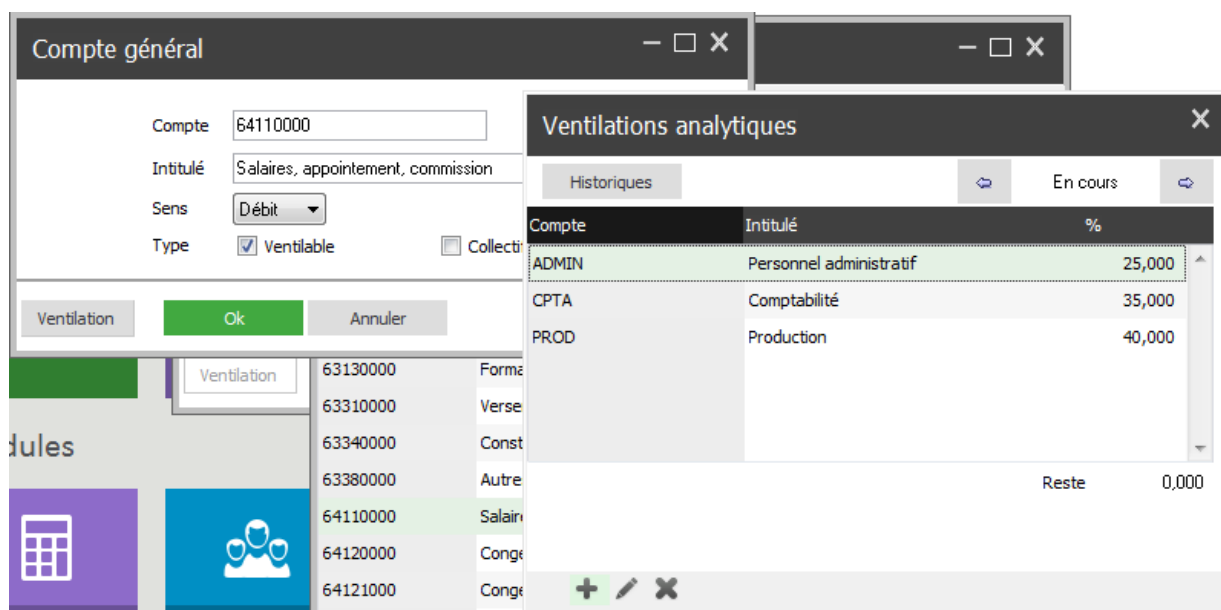 Compte général
Compte 64110000
Intitulé Salaires, appointement, commission
Sens Débit
Type Ventilable Collecti
Ventilation Ok Annuler
Ventilations analytiques
Historiques En cours
Compte Intitulé %
ADMIN Personnel administratif 25,000
CPTA Comptabilité 35,000
PROD Production 40,000
Reste 0,000
Ventilation
dules
63130000 Forma
63310000 Verse
63340000 Const
63380000 Autre
64110000 Salair
64120000 Conge
64121000 Conge